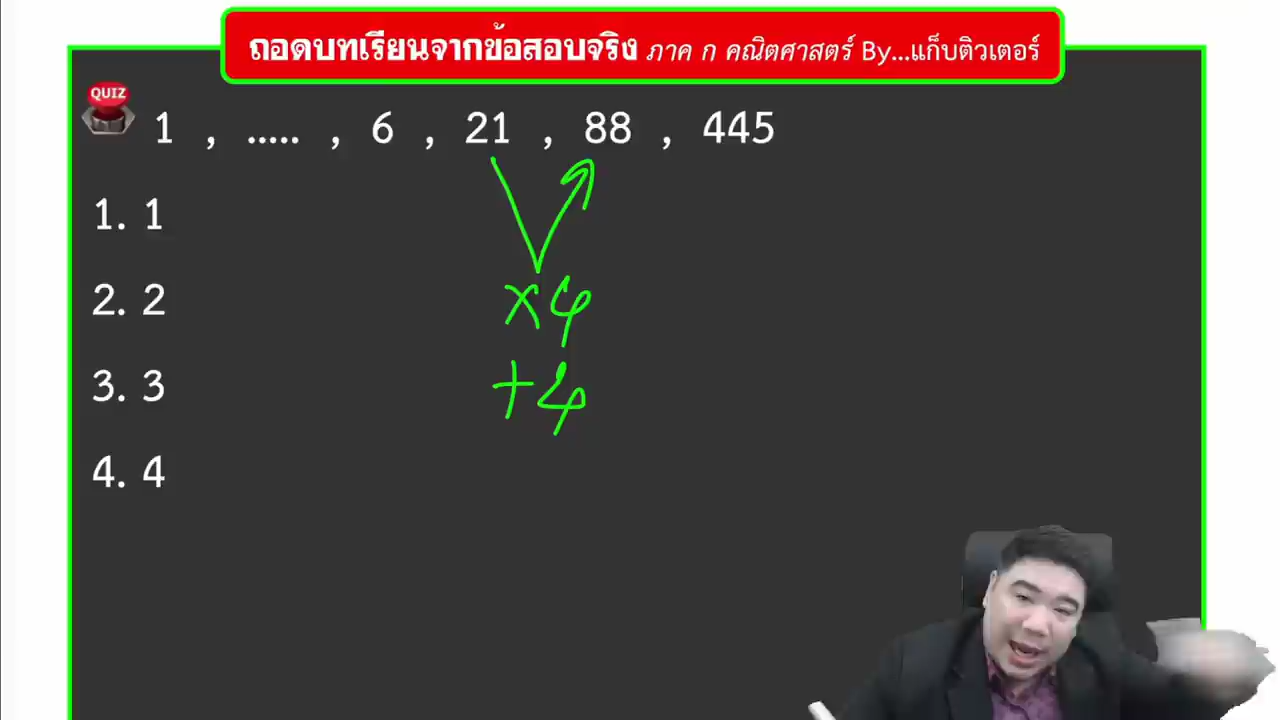 ถอดบทเรียนจากข้อสอบจริง ภาค ก คณิตศาสตร์ By...แก็บติวเตอร์
QUIZ
1 , ..... , 6 , 21 , 88 , 445
1. 1
2. 2
3. 3
4. 4
×4
+4